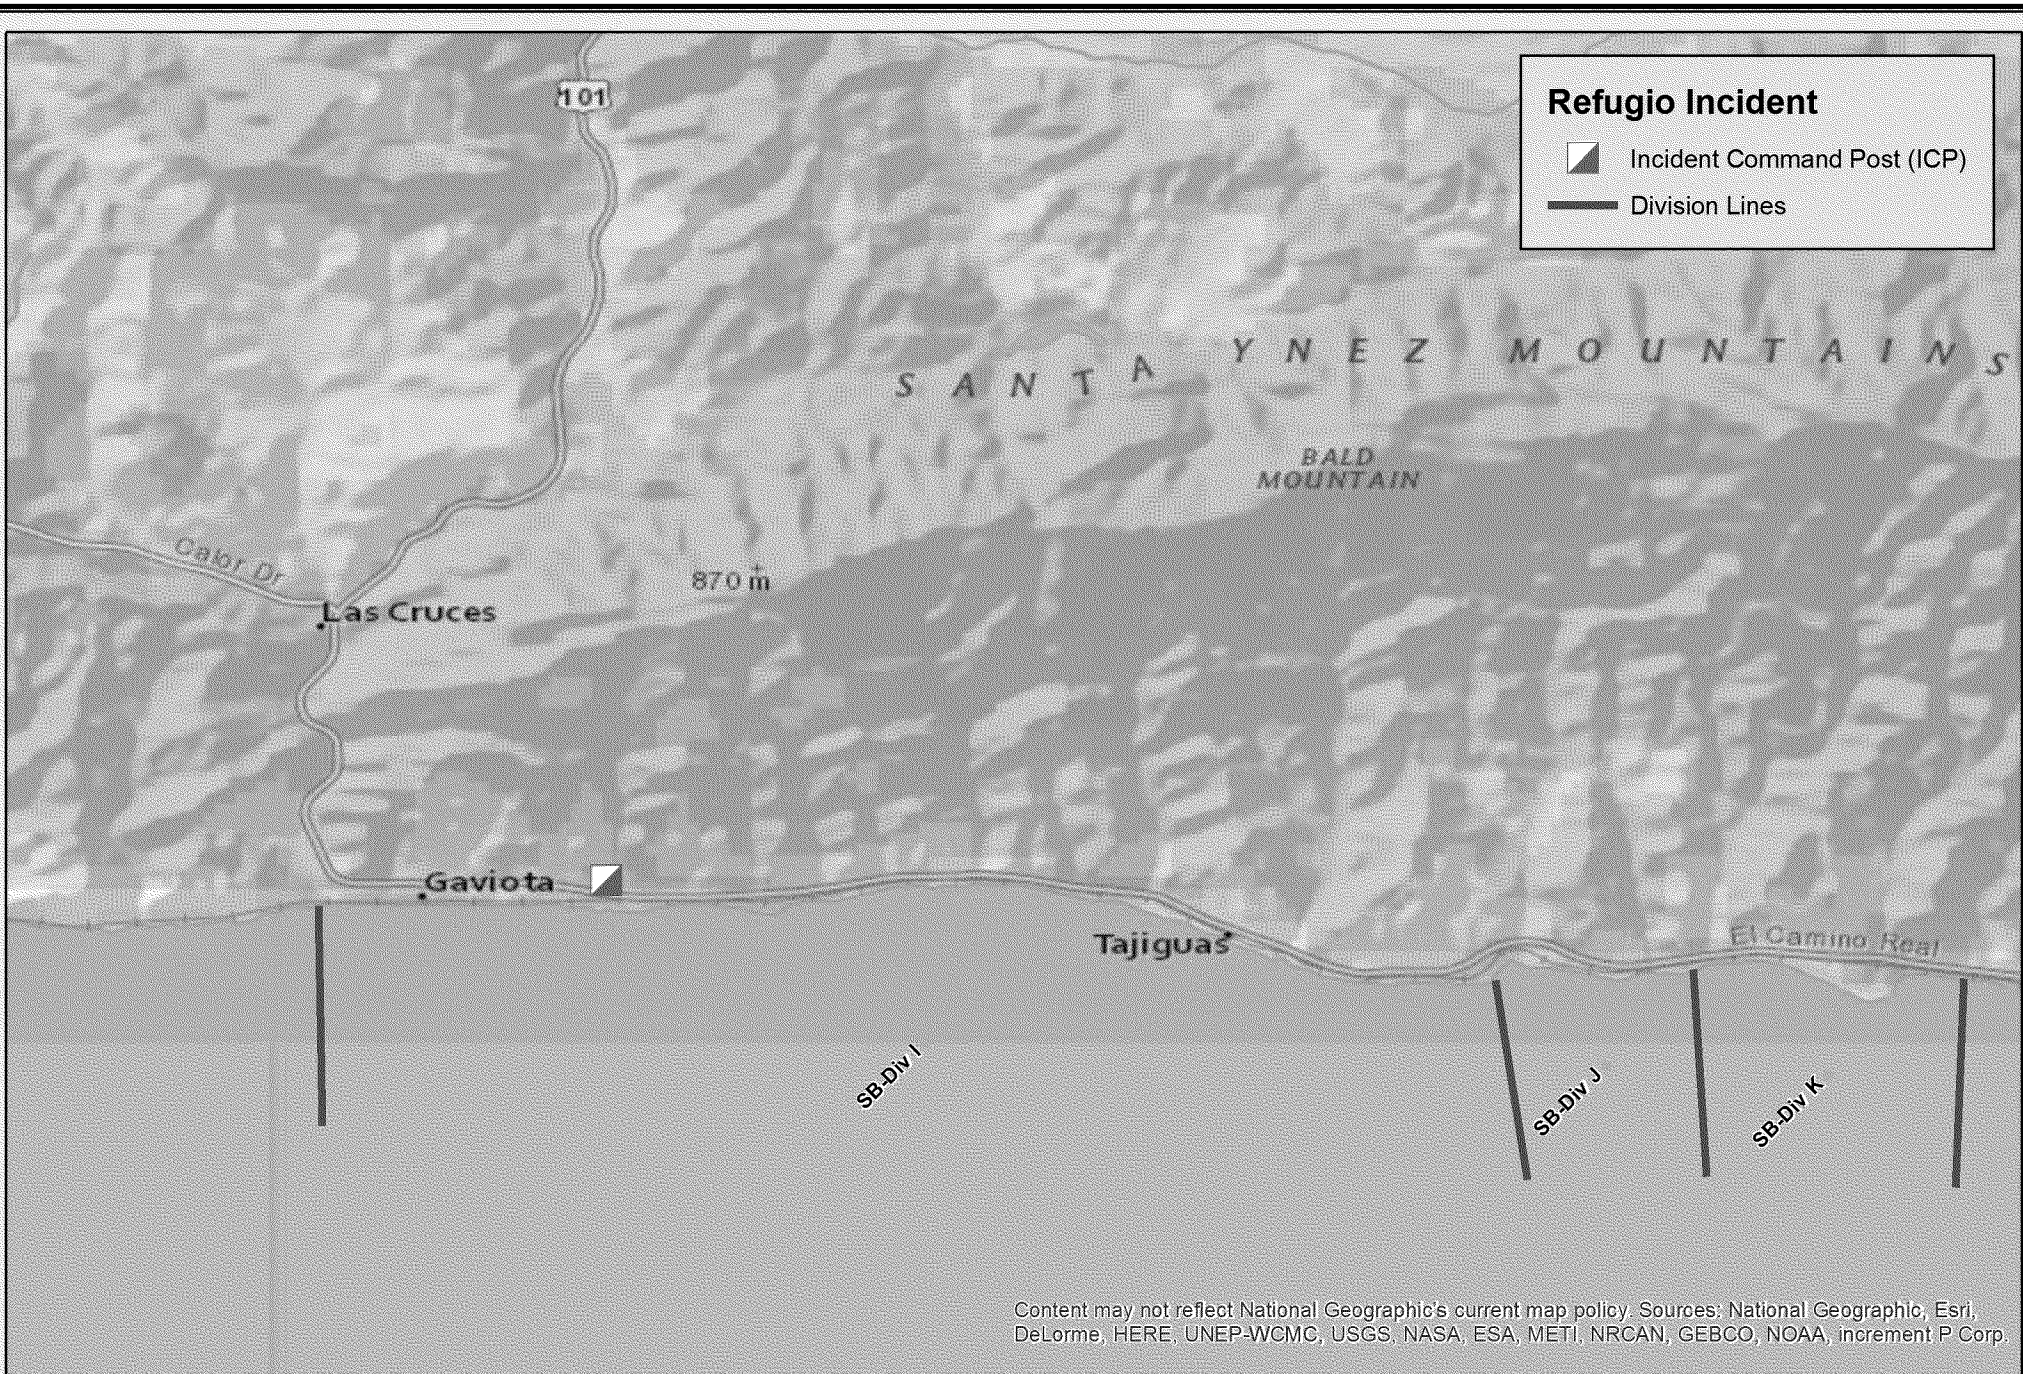 101
Refugio Incident
Incident Command Post (ICP)
Division Lines
SANTA YNEZ MOUNTAINS
BALD
MOUNTAIN
Calor Dr
870 m
Las Cruces
Gaviota
Tajiguas
El Camino Real
SB-Div I
SB-Div J
SB-Div K
Content may not reflect National Geographic's current map policy. Sources: National Geographic, Esri,
DeLorme, HERE, UNEP-WCMC, USGS, NASA, ESA, METI, NRCAN, GEBCO, NOAA, increment P Corp.